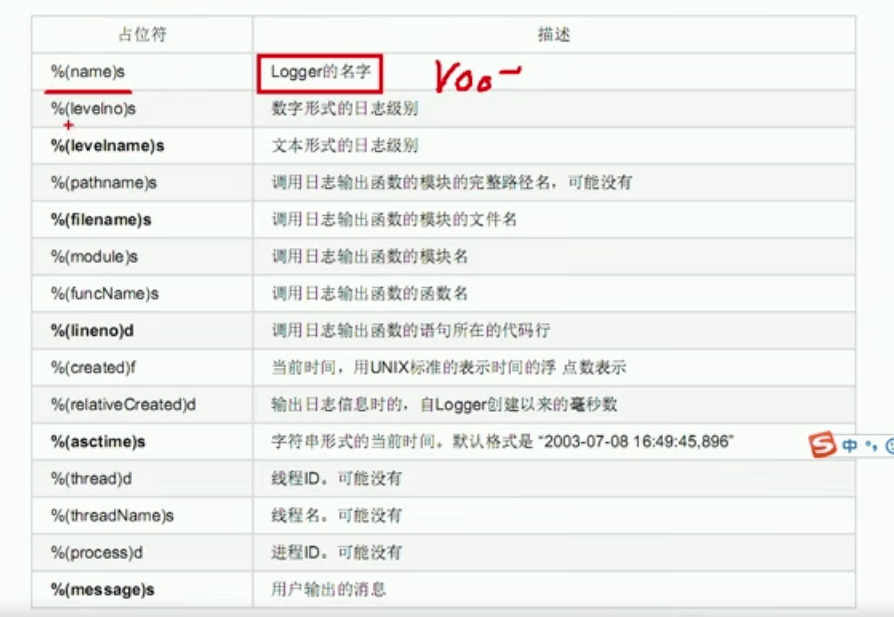 占位符 描述
%(name)s Logger的名字
%(levelno)s 数字形式的日志级别
%(levelname)s 文本形式的日志级别
%(pathname)s 调用日志输出函数的模块的完整路径名，可能没有
%(filename)s 调用日志输出函数的模块的文件名
%(module)s 调用日志输出函数的模块名
%(funcName)s 调用日志输出函数的函数名
%(lineno)d 调用日志输出函数的语句所在的代码行
%(created)f 当前时间，用UNIX标准的表示时间的浮 点数表示
%(relativeCreated)d 输出日志信息时的，自Logger创建以来的毫秒数
%(asctime)s 字符串形式的当前时间。默认格式是 “2003-07-08 16:49:45,896”
%(thread)d 线程ID。可能没有
%(threadName)s 线程名。可能没有
%(process)d 进程ID。可能没有
%(message)s 用户输出的消息
S 中